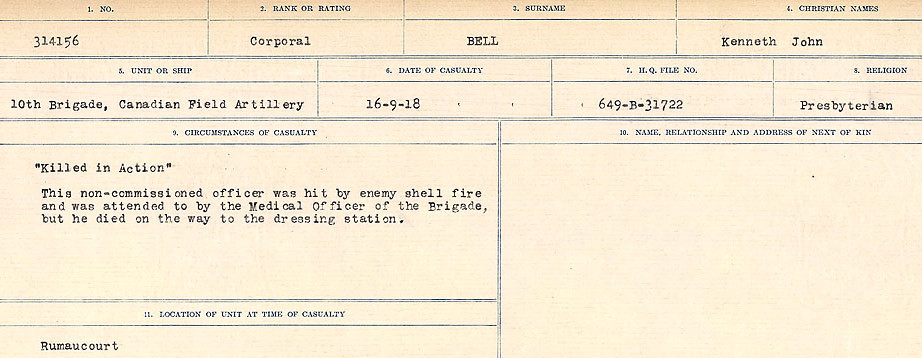 1. NO. 2. RANK OR RATING 3. SURNAME 4. CHRISTIAN NAMES
314156 Corporal BELL Kenneth John
5. UNIT OR SHIP 6. DATE OF CASUALTY 7. H.Q. FILE NO. 8. RELIGION
10th Brigade, Canadian Field Artillery 16-9-18 649-B-31722 Presbyterian
9. CIRCUMSTANCES OF CASUALTY
"Killed in Action"
This non-commissioned officer was hit by enemy shell fire
and was attended to by the Medical Officer of the Brigade,
but he died on the way to the dressing station.
10. NAME, RELATIONSHIP AND ADDRESS OF NEXT OF KIN
11. LOCATION OF UNIT AT TIME OF CASUALTY
Rumaucourt